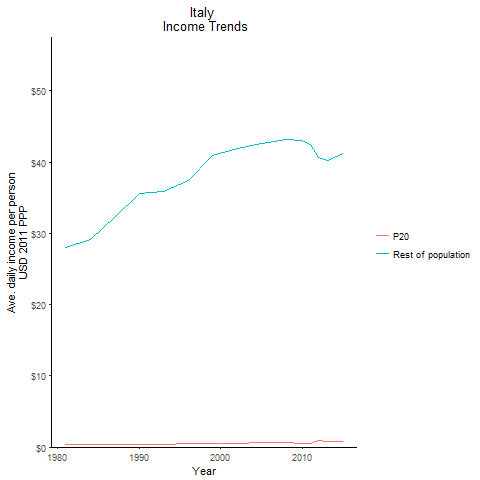 Italy
Income Trends
$50
$40
$30
$20
$10
$0
1980
1990
2000
2010
Year
Ave. daily income per person
USD 2011 PPP
P20
Rest of population